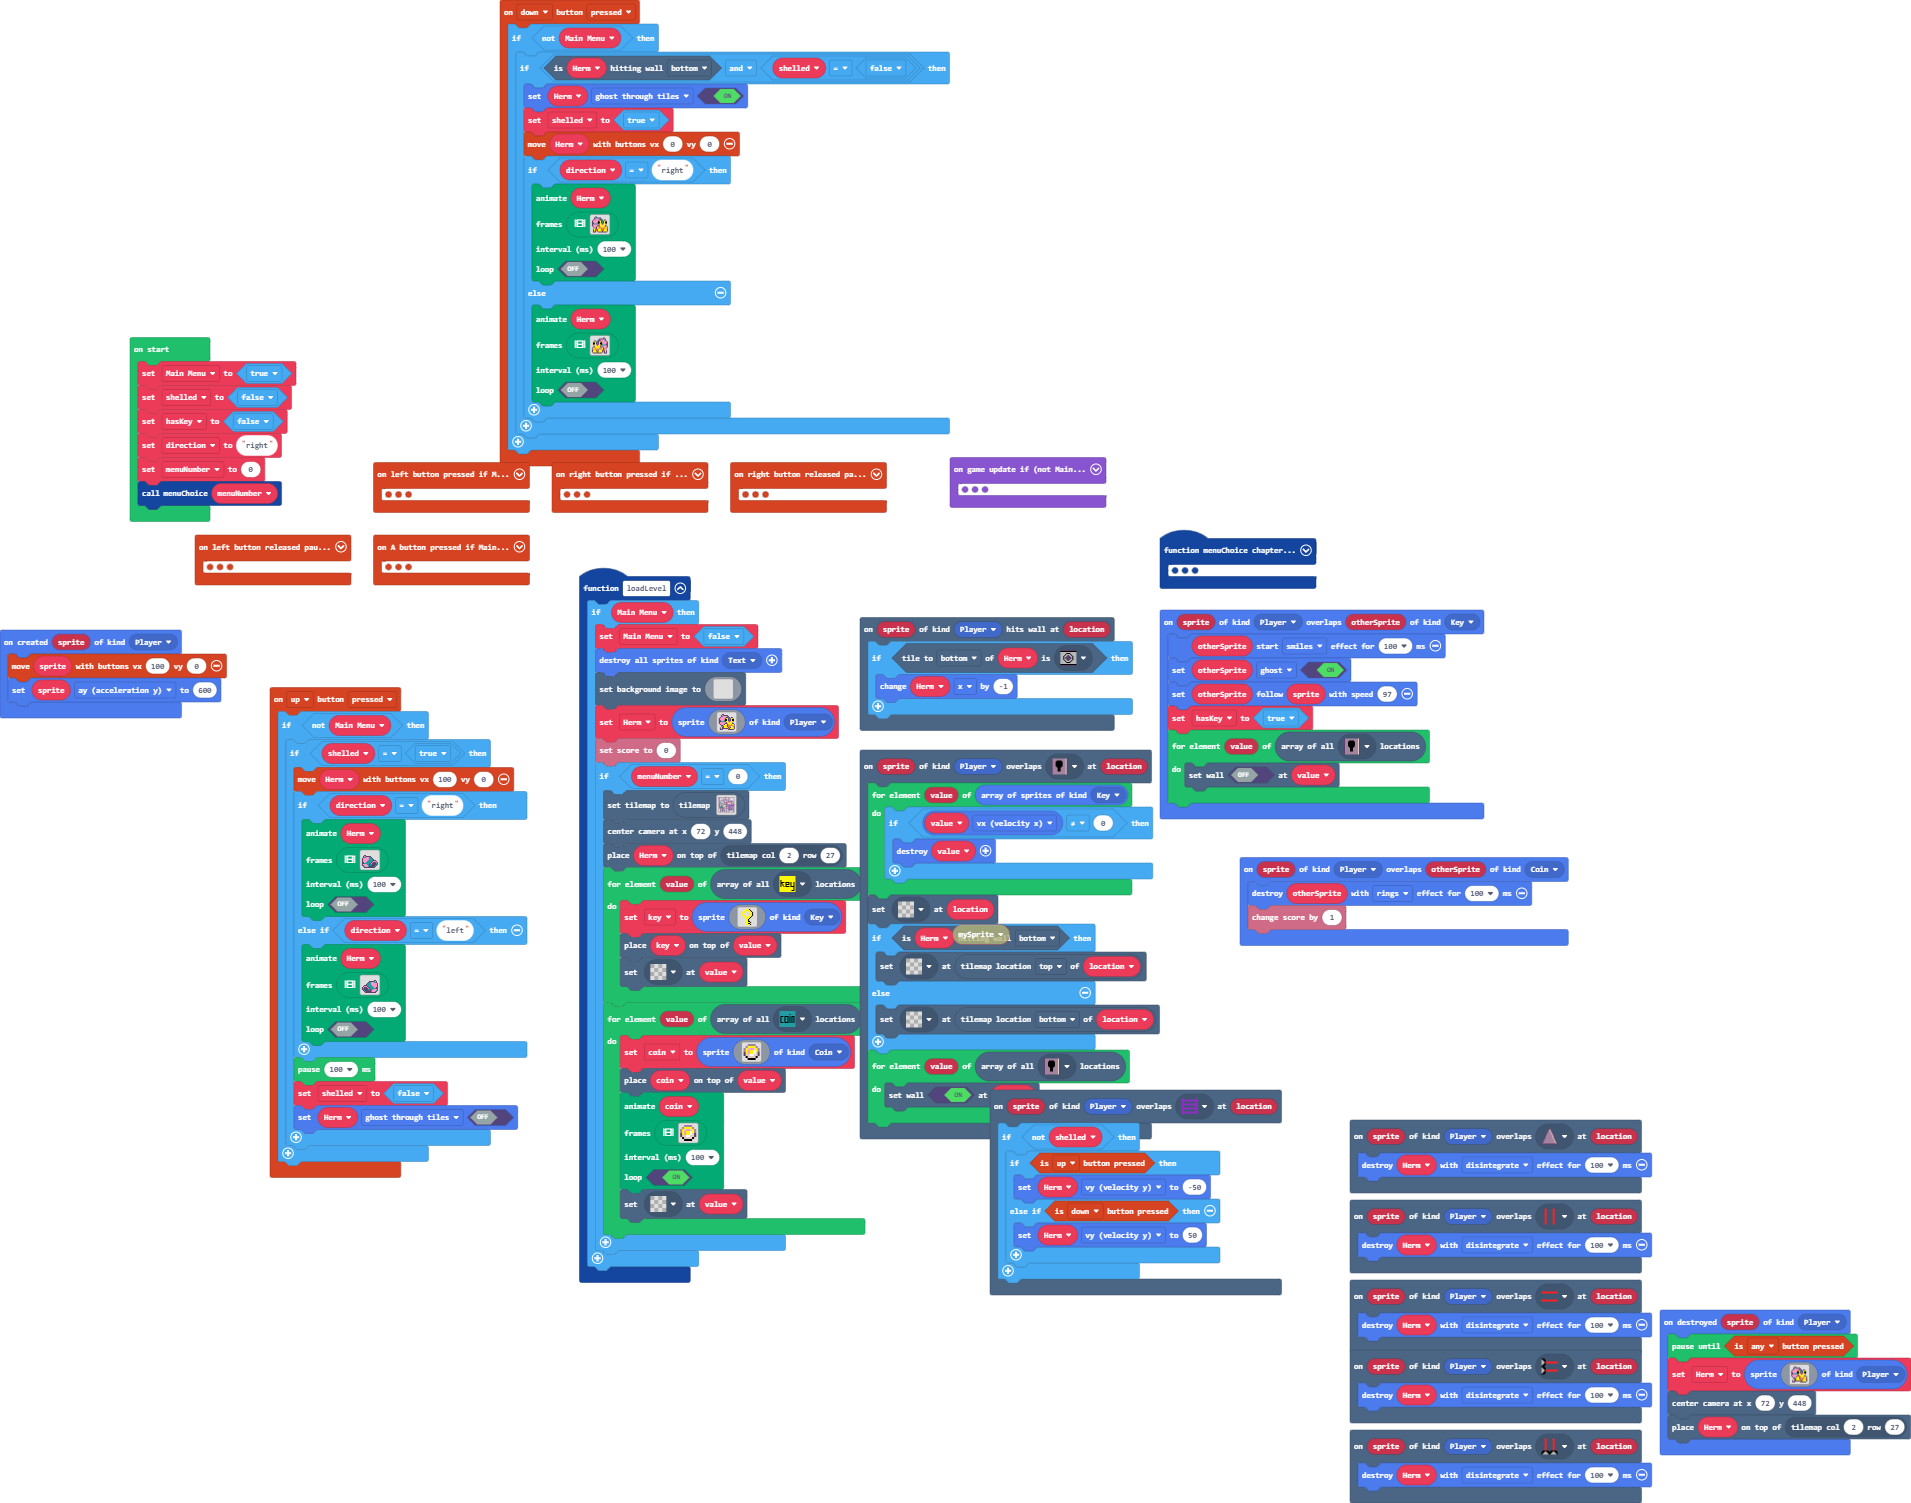 on down button pressed
if not Main Menu then
if is Herm hitting wall bottom and shelled = false then
set Herm ghost through tiles ON
set shelled to true
move Herm with buttons vx 0 vy 0
if direction = "right" then
animate Herm
frames
interval (ms) 100
loop OFF
else
animate Herm
frames
interval (ms) 100
loop OFF
on start
set Main Menu to true
set shelled to false
set hasKey to false
set direction to "right"
set menuNumber to 0
call menuChoice menuNumber
on left button pressed if M...
on right button pressed if ...
on right button released pa...
on game update if (not Main...
on left button released pau...
on A button pressed if Main...
function menuChoice chapter...
on created sprite of kind Player
move sprite with buttons vx 100 vy 0
set sprite ay (acceleration y) to 600
on up button pressed
if not Main Menu then
if shelled = true then
move Herm with buttons vx 100 vy 0
if direction = "right" then
animate Herm
frames
interval (ms) 100
loop OFF
else if direction = "left" then
animate Herm
frames
interval (ms) 100
loop OFF
pause 100 ms
set shelled to false
set Herm ghost through tiles OFF
function loadLevel
if Main Menu then
set Main Menu to false
destroy all sprites of kind Text
set background image to
set Herm to sprite of kind Player
set score to 0
if menuNumber = 0 then
set tilemap to tilemap
center camera at x 72 y 448
place Herm on top of tilemap col 2 row 27
for element value of array of all key locations
do
set key to sprite of kind Key
place key on top of value
set at value
for element value of array of all coin locations
do
set coin to sprite of kind Coin
place coin on top of value
animate coin
frames
interval (ms) 100
loop ON
set at value
on sprite of kind Player hits wall at location
if tile to bottom of Herm is then
change Herm x by -1
on sprite of kind Player overlaps at location
for element value of array of sprites of kind Key
do
if value vx (velocity x) ≠ 0 then
destroy value
set at location
if is Herm mySprite bottom then
set at tilemap location top of location
else
set at tilemap location bottom of location
for element value of array of all locations
do
set wall ON at
on sprite of kind Player overlaps at location
if not shelled then
if is up button pressed then
set Herm vy (velocity y) to -50
else if is down button pressed then
set Herm vy (velocity y) to 50
on sprite of kind Player overlaps otherSprite of kind Key
otherSprite start smiles effect for 100 ms
set otherSprite ghost ON
set otherSprite follow sprite with speed 97
set hasKey to true
for element value of array of all locations
do
set wall OFF at value
on sprite of kind Player overlaps otherSprite of kind Coin
destroy otherSprite with rings effect for 100 ms
change score by 1
on sprite of kind Player overlaps at location
destroy Herm with disintegrate effect for 100 ms
on sprite of kind Player overlaps at location
destroy Herm with disintegrate effect for 100 ms
on sprite of kind Player overlaps at location
destroy Herm with disintegrate effect for 100 ms
on sprite of kind Player overlaps at location
destroy Herm with disintegrate effect for 100 ms
on sprite of kind Player overlaps at location
destroy Herm with disintegrate effect for 100 ms
on destroyed sprite of kind Player
pause until is any button pressed
set Herm to sprite of kind Player
center camera at x 72 y 448
place Herm on top of tilemap col 2 row 27